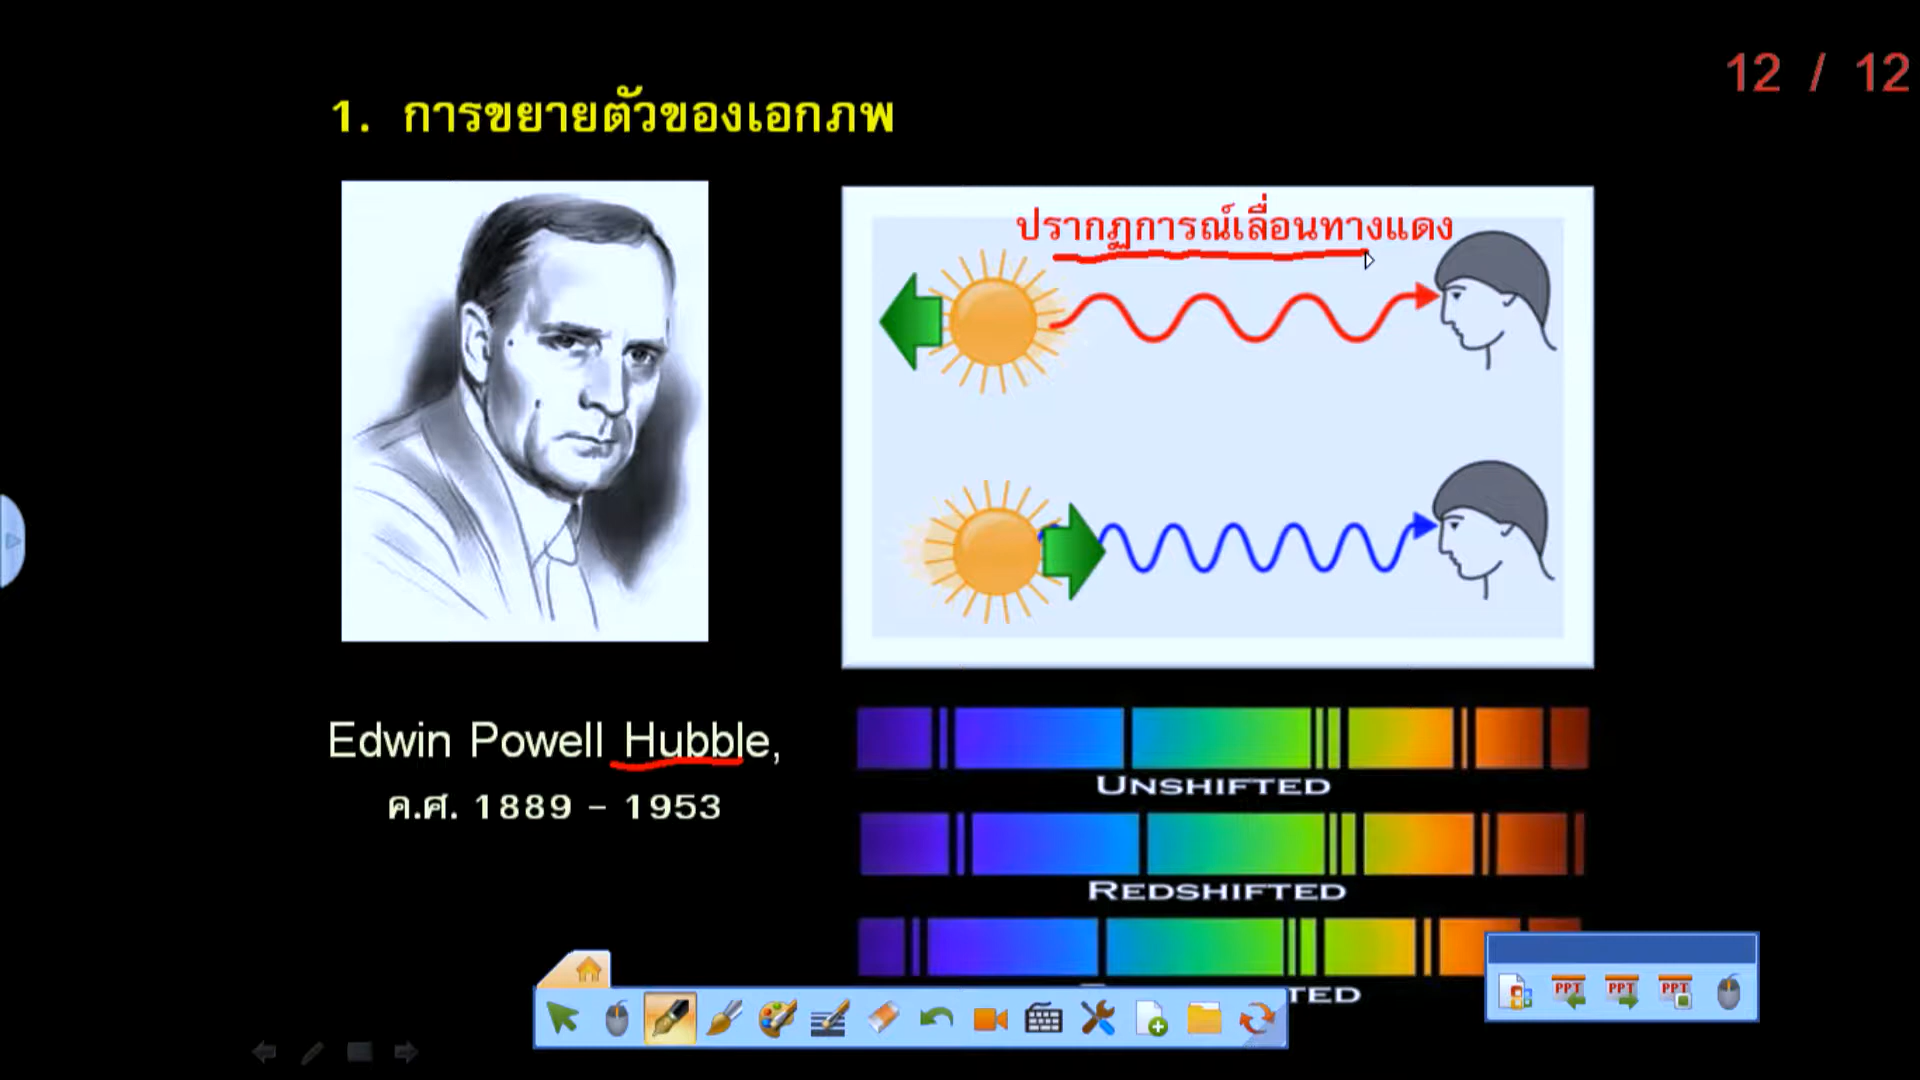 12 / 12
1. การขยายตัวของเอกภพ
ปรากฏการณ์เลื่อนทางแดง
Edwin Powell Hubble,
ค.ศ. 1889 – 1953
UNSHIFTED
REDSHIFTED
TED
PPT
PPT
PPT